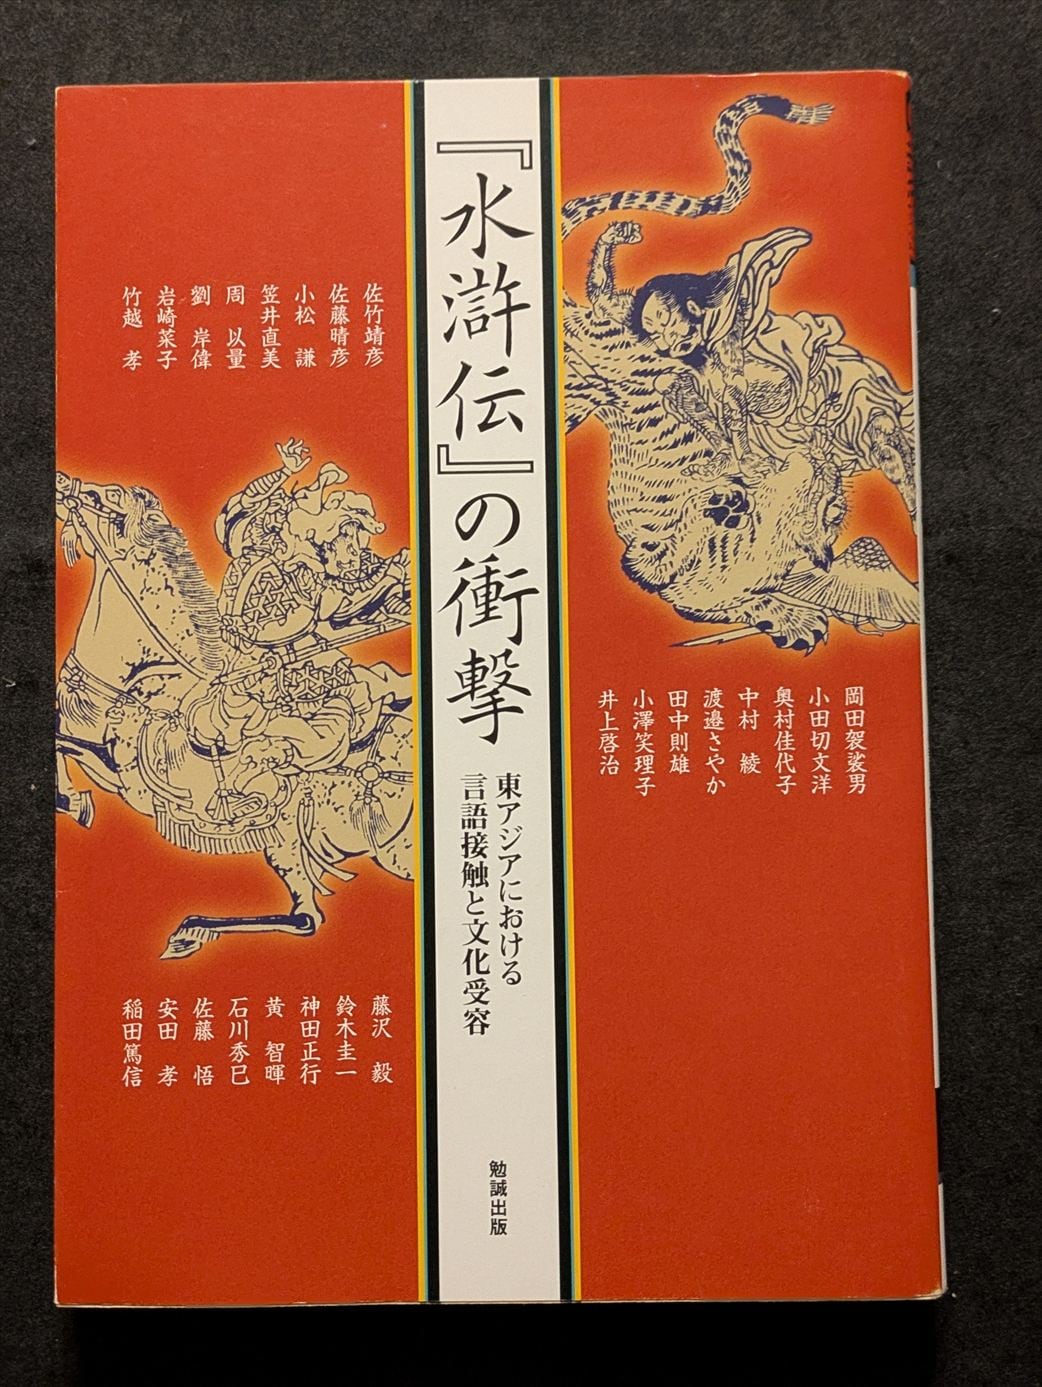 『水滸伝』の衝撃
東アジアにおける
言語接触と文化受容
岡田袈裟男
小田切文洋
奥村佳代子
中村 綾
渡邉さやか
田中則雄
小澤笑理子
井上啓治
佐竹靖彦
佐藤晴彦
小松 謙
笠井直美
周 以量
劉 岸偉
岩崎菜子
竹越 孝
藤沢 毅
鈴木圭一
神田正行
黄 智暉
石川秀巳
佐藤 悟
安田 孝
稲田篤信
勉誠出版